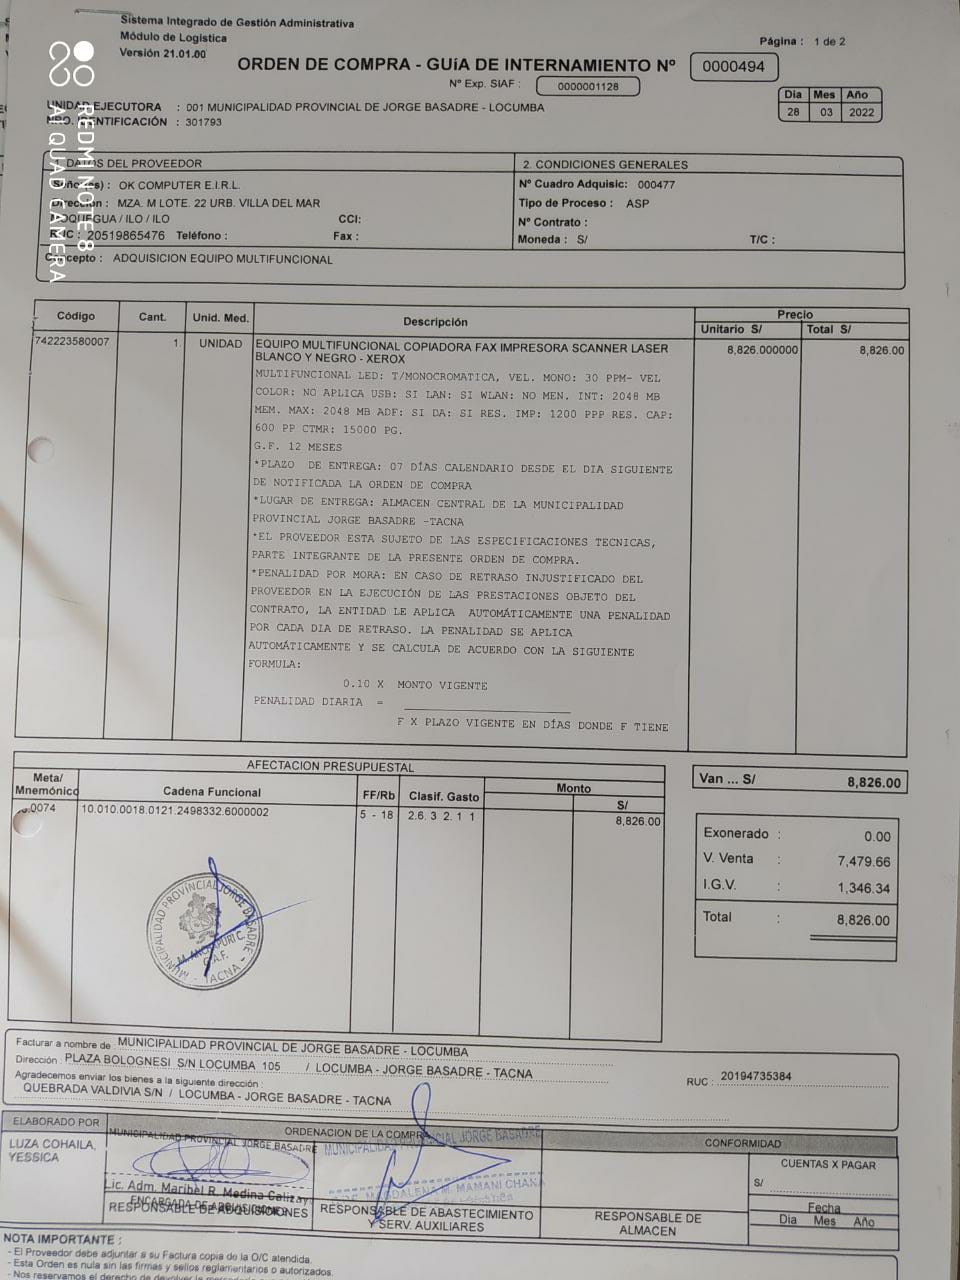 Sistema Integrado de Gestión Administrativa
Módulo de Logística
Versión 21.01.00
Página : 1 de 2
ORDEN DE COMPRA - GUíA DE INTERNAMIENTO Nº 0000494
Nº Exp. SIAF : 0000001128
Dia Mes Año
28 03 2022
UNIDAD EJECUTORA : 001 MUNICIPALIDAD PROVINCIAL DE JORGE BASADRE - LOCUMBA
NRO. IDENTIFICACIÓN : 301793
REDMI NOTE 8
AI QUAD CAMERA
1. DATOS DEL PROVEEDOR
Señor(es) : OK COMPUTER E.I.R.L.
Dirección : MZA. M LOTE. 22 URB. VILLA DEL MAR
MOQUEGUA / ILO / ILO CCI:
RUC : 20519865476 Teléfono : Fax :
2. CONDICIONES GENERALES
Nº Cuadro Adquisic: 000477
Tipo de Proceso : ASP
Nº Contrato :
Moneda : S/ T/C :
Concepto : ADQUISICION EQUIPO MULTIFUNCIONAL
Código Cant. Unid. Med. Descripción Precio
Unitario S/ Total S/
742223580007 1. UNIDAD EQUIPO MULTIFUNCIONAL COPIADORA FAX IMPRESORA SCANNER LASER 8,826.000000 8,826.00
BLANCO Y NEGRO - XEROX
MULTIFUNCIONAL LED: T/MONOCROMATICA, VEL. MONO: 30 PPM- VEL
COLOR: NO APLICA USB: SI LAN: SI WLAN: NO MEN. INT: 2048 MB
MEM. MAX: 2048 MB ADF: SI DA: SI RES. IMP: 1200 PPP RES. CAP:
600 PP CTMR: 15000 PG.
G.F. 12 MESES
*PLAZO DE ENTREGA: 07 DÍAS CALENDARIO DESDE EL DIA SIGUIENTE
DE NOTIFICADA LA ORDEN DE COMPRA
*LUGAR DE ENTREGA: ALMACEN CENTRAL DE LA MUNICIPALIDAD
PROVINCIAL JORGE BASADRE -TACNA
*EL PROVEEDOR ESTA SUJETO DE LAS ESPECIFICACIONES TECNICAS,
PARTE INTEGRANTE DE LA PRESENTE ORDEN DE COMPRA.
*PENALIDAD POR MORA: EN CASO DE RETRASO INJUSTIFICADO DEL
PROVEEDOR EN LA EJECUCIÓN DE LAS PRESTACIONES OBJETO DEL
CONTRATO, LA ENTIDAD LE APLICA AUTOMÁTICAMENTE UNA PENALIDAD
POR CADA DIA DE RETRASO. LA PENALIDAD SE APLICA
AUTOMÁTICAMENTE Y SE CALCULA DE ACUERDO CON LA SIGUIENTE
FORMULA:
0.10 X MONTO VIGENTE
PENALIDAD DIARIA =
F X PLAZO VIGENTE EN DÍAS DONDE F TIENE
AFECTACION PRESUPUESTAL
Meta/
Mnemónico Cadena Funcional FF/Rb Clasif. Gasto Monto
S/
0074 10.010.0018.0121.2498332.6000002 5 - 18 2.6. 3 2. 1 1 8,826.00
Van ... S/ 8,826.00
Exonerado : 0.00
V. Venta : 7,479.66
I.G.V. : 1,346.34
Total : 8,826.00
MUNICIPALIDAD PROVINCIAL JORGE BASADRE
TACNA
Facturar a nombre de : MUNICIPALIDAD PROVINCIAL DE JORGE BASADRE - LOCUMBA
Dirección : PLAZA BOLOGNESI S/N LOCUMBA 105 / LOCUMBA - JORGE BASADRE - TACNA
RUC : 20194735384
Agradecemos enviar los bienes a la siguiente dirección :
QUEBRADA VALDIVIA S/N / LOCUMBA - JORGE BASADRE - TACNA
ELABORADO POR ORDENACION DE LA COMPRA CONFORMIDAD
LUZA COHAILA,
YESSICA
MUNICIPALIDAD PROVINCIAL JORGE BASADRE
Lic. Adm. Maribel R. Medina Calizay
ENCARGADA DE ADQUISICIONES
RESPONSABLE DE ADQUISICIONES
MUNICIPALIDAD PROVINCIAL JORGE BASADRE
MAGDALENA M. MAMANI CHANA
RESPONSABLE DE ABASTECIMIENTO
Y SERV. AUXILIARES
RESPONSABLE DE
ALMACEN
CUENTAS X PAGAR
S/
Fecha
Dia Mes Año
NOTA IMPORTANTE :
- El Proveedor debe adjuntar a su Factura copia de la O/C atendida.
- Esta Orden es nula sin las firmas y sellos reglamentarios o autorizados.
- Nos reservamos el derecho de devolver la